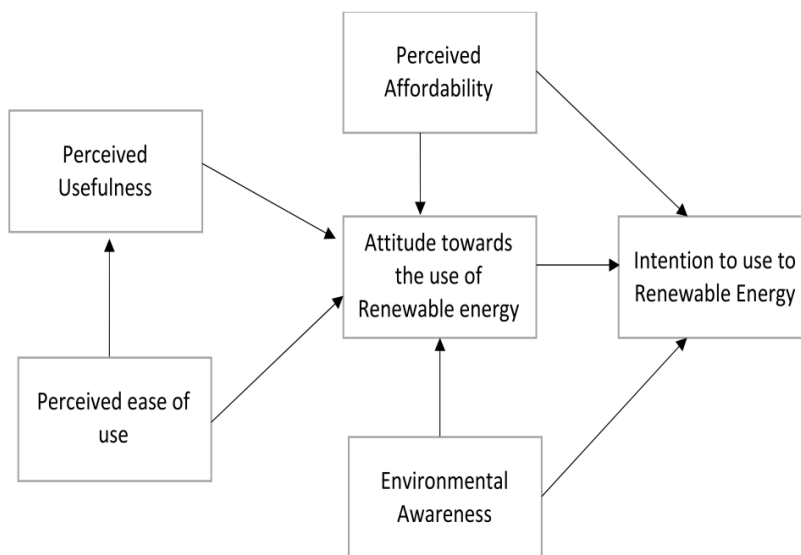 Perceived
Affordability
Perceived
Usefulness
Attitude towards
the use of
Renewable energy
Intention to use to
Renewable Energy
Perceived ease of
use
Environmental
Awareness